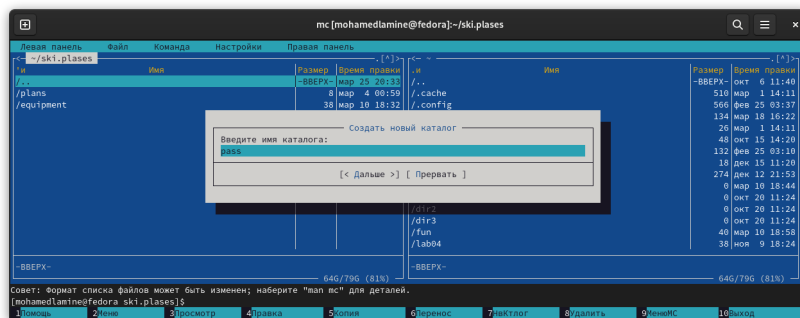 mc [mohamedlamine@fedora]:~/ski.plases
Левая панель Файл Команда Настройки Правая панель
<─ ~/ski.plases .[^]> <─ ~ .[^]>
'и Имя Размер Время правки .и Имя Размер Время правки
/.. -ВВЕРХ- мар 25 20:33 /.. -ВВЕРХ- окт 6 11:40
/plans 8 мар 4 00:59 /.cache 510 мар 1 14:11
/equipment 38 мар 10 18:32 /.config 566 фев 25 03:37
134 мар 18 16:22
Создать новый каталог 26 мар 1 14:11
Введите имя каталога: 48 окт 15 14:20
pass 132 фев 25 03:10
18 дек 15 11:20
[< Дальше >] [ Прервать ] 274 дек 12 21:53
0 мар 10 18:44
0 окт 20 11:24
/dir2 0 окт 20 11:24
/dir3 0 окт 20 11:24
/fun 40 мар 10 18:58
/lab04 38 ноя 9 18:24
-ВВЕРХ- -ВВЕРХ-
64G/79G (81%) 64G/79G (81%)
Совет: Формат списка файлов может быть изменен; наберите "man mc" для деталей.
[mohamedlamine@fedora ski.plases]$
1Помощь 2Меню 3Просмотр 4Правка 5Копия 6Перенос 7НвКтлог 8Удалить 9МенюМС 10Выход